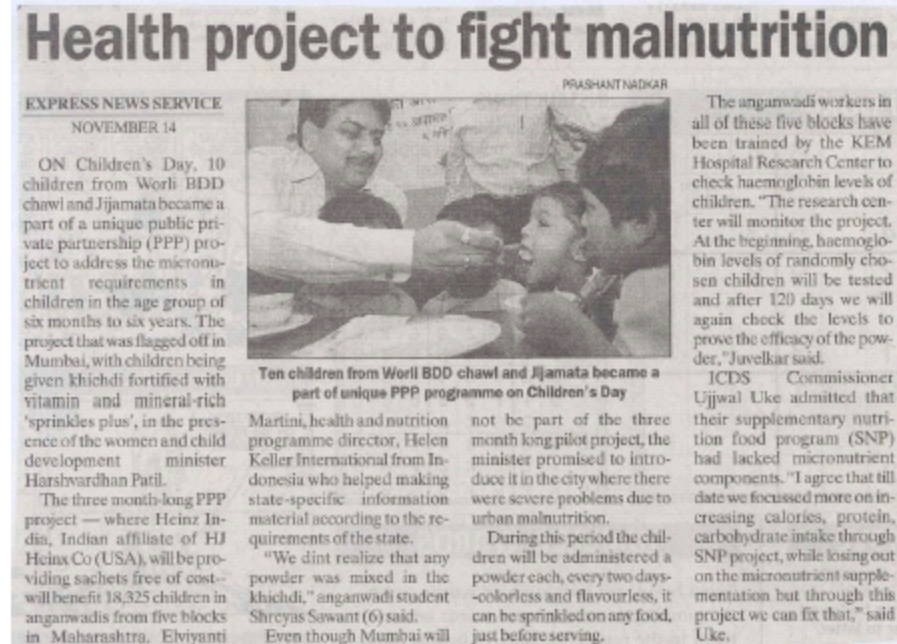 Health project to fight malnutrition
PRASHANT NADKAR
EXPRESS NEWS SERVICE
NOVEMBER 14
ON Children's Day, 10
children from Worli BDD
chawl and Jijamata became a
part of a unique public pri-
vate partnership (PPP) pro-
ject to address the micronu-
trient requirements in
children in the age group of
six months to six years. The
project that was flagged off in
Mumbai, with children being
given khichdi fortified with
vitamin and mineral-rich
'sprinkles plus', in the pres-
ence of the women and child
development minister
Harshvardhan Patil.
The three month-long PPP
project — where Heinz In-
dia, Indian affiliate of HJ
Heinx Co (USA), will be pro-
viding sachets free of cost--
will benefit 18,325 children in
anganwadis from five blocks
in Maharashtra. Elviyanti
Ten children from Worli BDD chawl and Jijamata became a
part of unique PPP programme on Children's Day
Martini, health and nutrition
programme director, Helen
Keller International from In-
donesia who helped making
state-specific information
material according to the re-
quirements of the state.
"We dint realize that any
powder was mixed in the
khichdi," anganwadi student
Shreyas Sawant (6) said.
Even though Mumbai will
not be part of the three
month long pilot project, the
minister promised to intro-
duce it in the city where there
were severe problems due to
urban malnutrition.
During this period the chil-
dren will be administered a
powder each, every two days-
-colorless and flavourless, it
can be sprinkled on any food,
just before serving.
The anganwadi workers in
all of these five blocks have
been trained by the KEM
Hospital Research Center to
check haemoglobin levels of
children. "The research cen-
ter will monitor the project.
At the beginning, haemoglo-
bin levels of randomly cho-
sen children will be tested
and after 120 days we will
again check the levels to
prove the efficacy of the pow-
der,"Juvelkar said.
ICDS Commissioner
Ujjwal Uke admitted that
their supplementary nutri-
tion food program (SNP)
had lacked micronutrient
components. "I agree that till
date we focussed more on in-
creasing calories, protein,
carbohydrate intake through
SNP project, while losing out
on the micronutrient supple-
mentation but through this
project we can fix that," said
Uke.